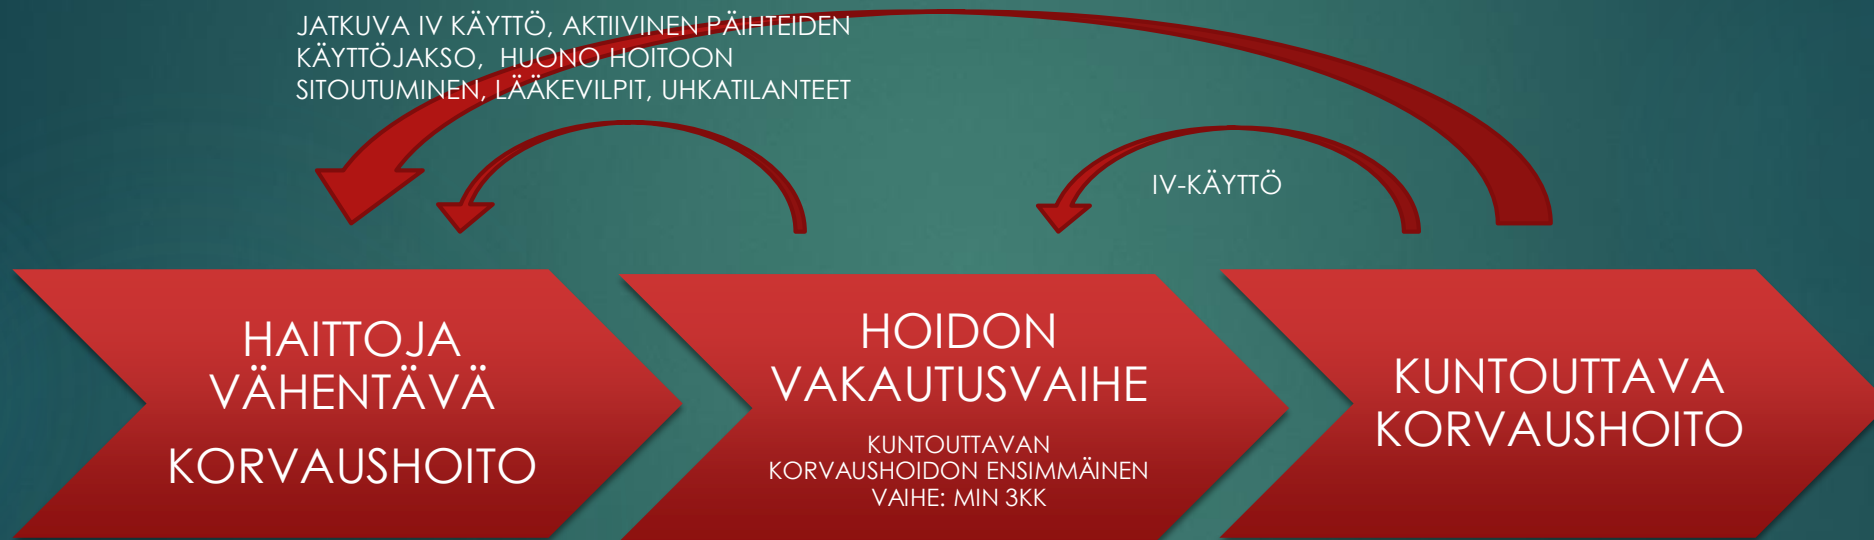 JATKUVA IV KÄYTTÖ, AKTIIVINEN PÄIHTEIDEN
KÄYTTÖJAKSO, HUONO HOITOON
SITOUTUMINEN, LÄÄKEVILPIT, UHKATILANTEET
IV-KÄYTTÖ
HAITTOJA
VÄHENTÄVÄ
KORVAUSHOITO
HOIDON
VAKAUTUSVAIHE
KUNTOUTTAVAN
KORVAUSHOIDON ENSIMMÄINEN
VAIHE: MIN 3KK
KUNTOUTTAVA
KORVAUSHOITO